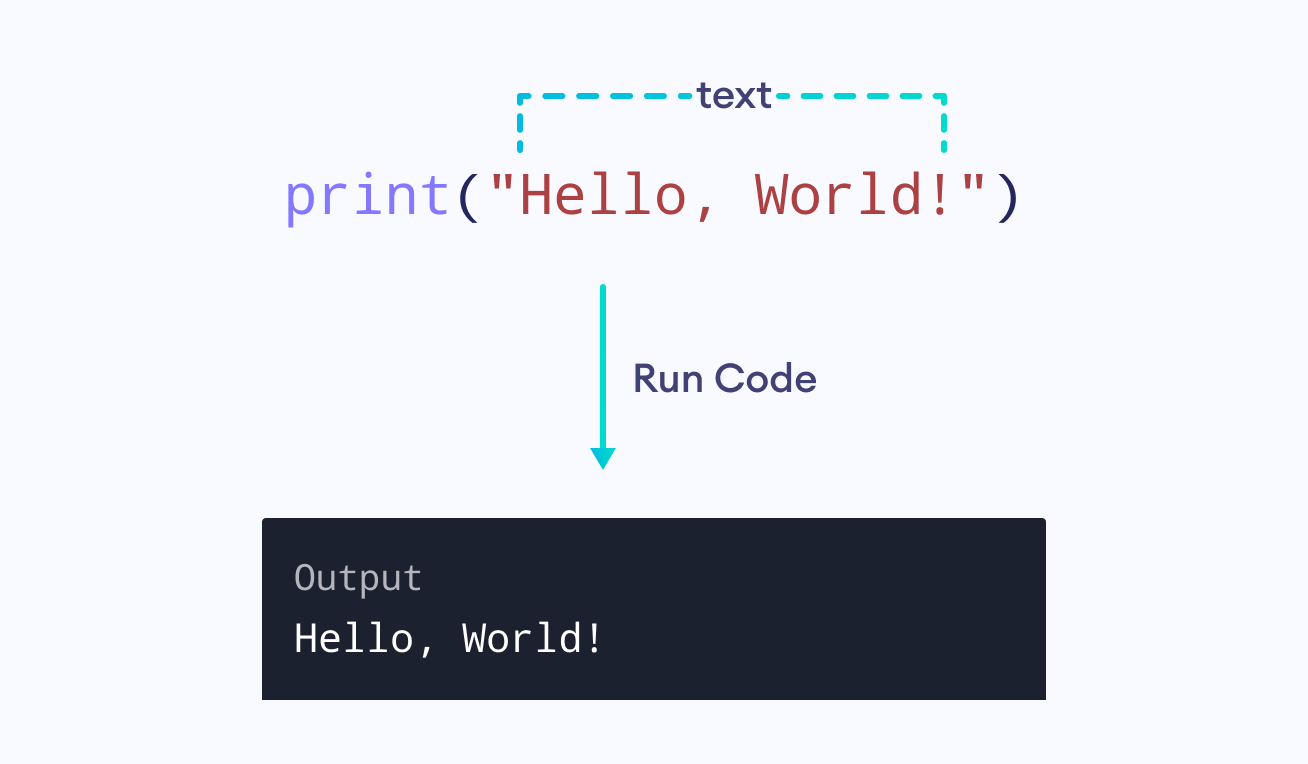 text
print("Hello, World!")
Run Code
Output
Hello, World!